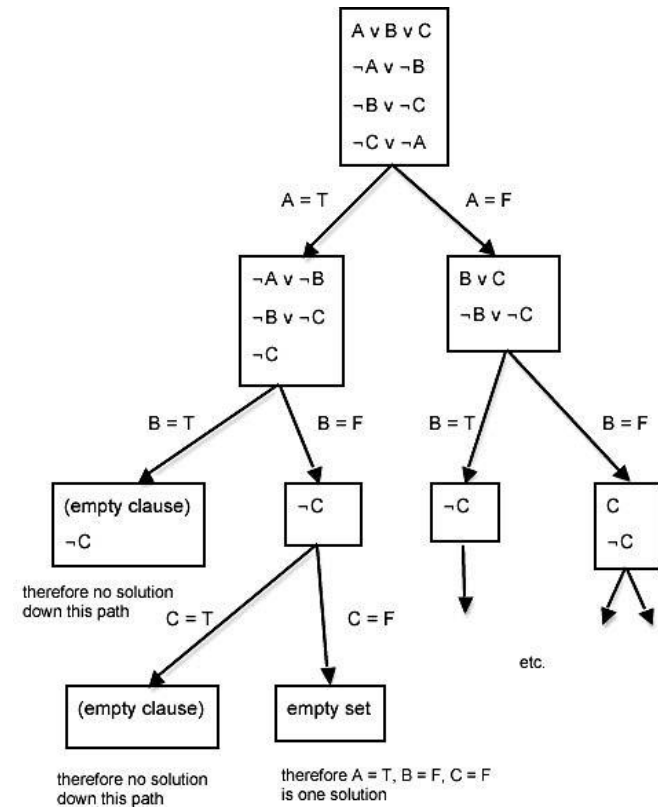 A v B v C
¬A v ¬B
¬B v ¬C
¬C v ¬A
A = T
A = F
¬A v ¬B
¬B v ¬C
¬C
B v C
¬B v ¬C
B = T
B = F
B = T
B = F
(empty clause)
¬C
¬C
¬C
C
¬C
therefore no solution
down this path
C = T
C = F
etc.
(empty clause)
empty set
therefore no solution
down this path
therefore A = T, B = F, C = F
is one solution